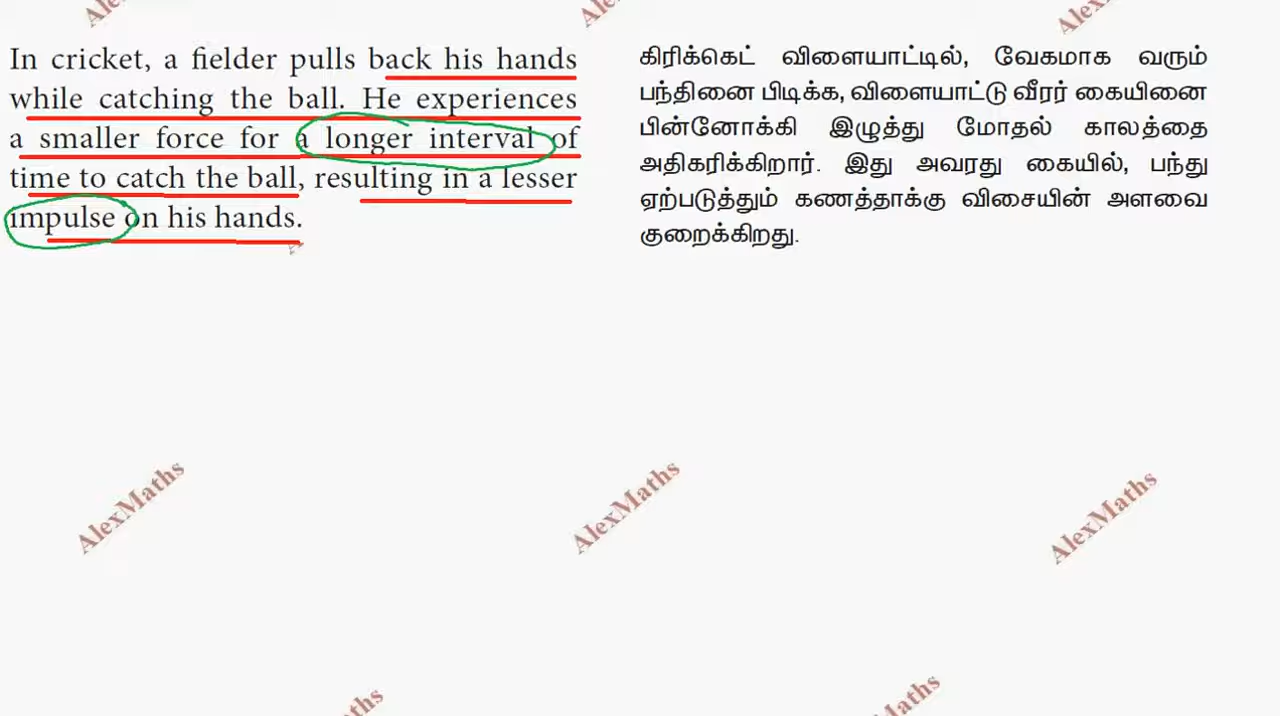 In cricket, a fielder pulls back his hands
while catching the ball. He experiences
a smaller force for a longer interval of
time to catch the ball, resulting in a lesser
impulse on his hands.
கிரிக்கெட் விளையாட்டில், வேகமாக வரும்
பந்தினை பிடிக்க, விளையாட்டு வீரர் கையினை
பின்னோக்கி இழுத்து மோதல் காலத்தை
அதிகரிக்கிறார். இது அவரது கையில், பந்து
ஏற்படுத்தும் கணத்தாக்கு விசையின் அளவை
குறைக்கிறது.
AlexMaths
AlexMaths
AlexMaths